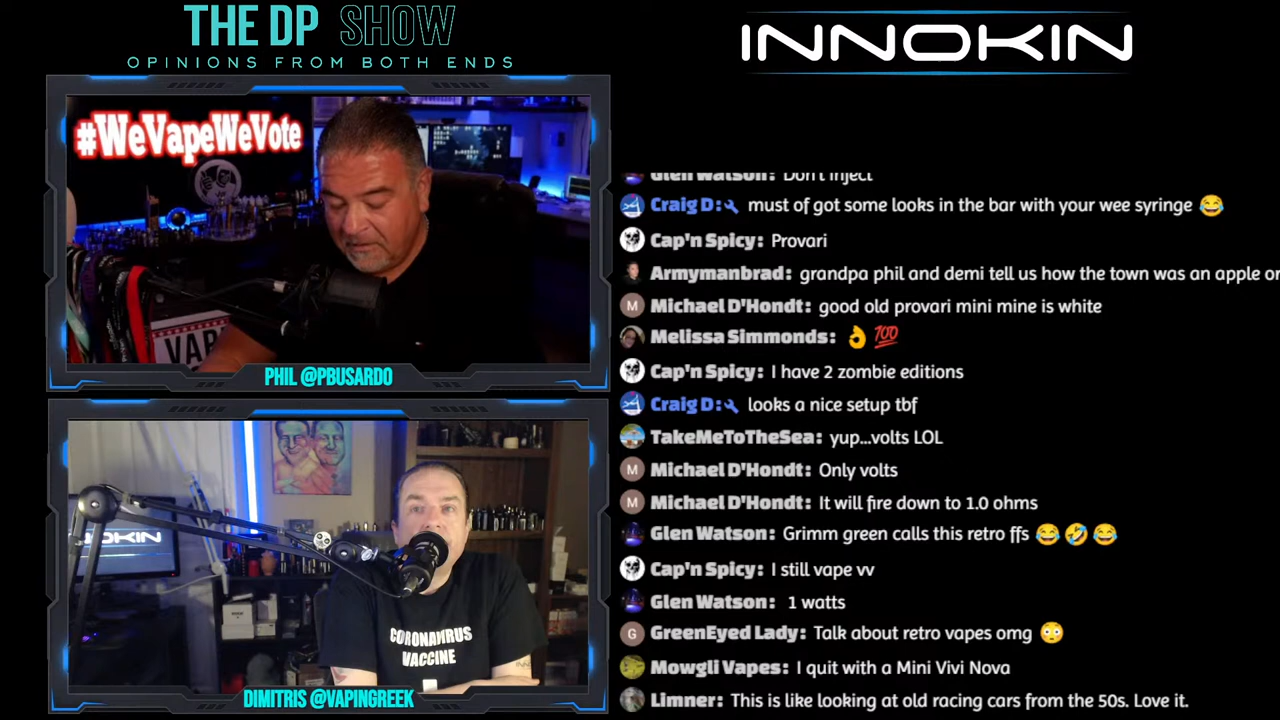 THE DP SHOW
OPINIONS FROM BOTH ENDS
INNOKIN
#WeVapeWeVote
VAP
PHIL @PBUSARDO
INNOKIN
CORONAVIRUS
VACCINE
DIMITRIS @VAPINGREEK
Glen Watson: Don't inject
Craig D: must of got some looks in the bar with your wee syringe 😂
Cap'n Spicy: Provari
Armymanbrad: grandpa phil and demi tell us how the town was an apple or
M Michael D'Hondt: good old provari mini mine is white
Melissa Simmonds: 👌 💯
Cap'n Spicy: I have 2 zombie editions
Craig D: looks a nice setup tbf
TakeMeToTheSea: yup...volts LOL
M Michael D'Hondt: Only volts
M Michael D'Hondt: It will fire down to 1.0 ohms
Glen Watson: Grimm green calls this retro ffs 😂 🤣 😂
Cap'n Spicy: I still vape vv
Glen Watson: 1 watts
G GreenEyed Lady: Talk about retro vapes omg 😳
Mowgli Vapes: I quit with a Mini Vivi Nova
Limner: This is like looking at old racing cars from the 50s. Love it.